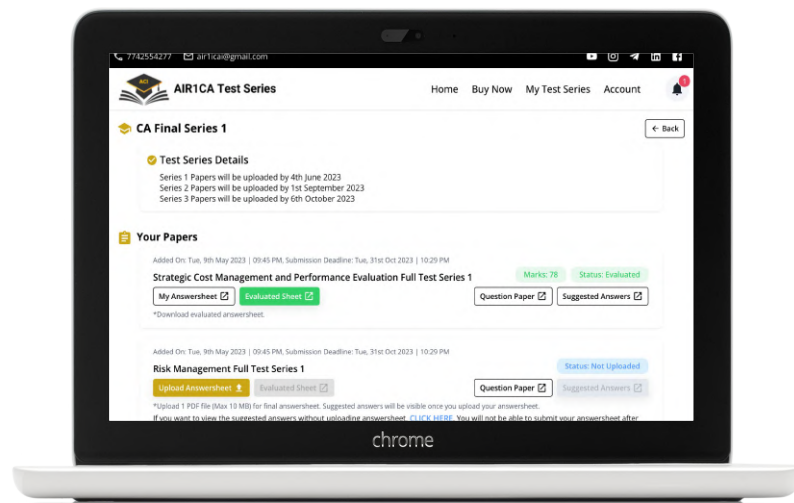 7742554277 air1icai@gmail.com
ACI
AIR1CA Test Series Home Buy Now My Test Series Account 1
CA Final Series 1 ← Back
Test Series Details
Series 1 Papers will be uploaded by 4th June 2023
Series 2 Papers will be uploaded by 1st September 2023
Series 3 Papers will be uploaded by 6th October 2023
Your Papers
Added On: Tue, 9th May 2023 | 09:45 PM, Submission Deadline: Tue, 31st Oct 2023 | 10:29 PM
Strategic Cost Management and Performance Evaluation Full Test Series 1 Marks: 78 Status: Evaluated
My Answersheet Evaluated Sheet Question Paper Suggested Answers
*Download evaluated answersheet.
Added On: Tue, 9th May 2023 | 09:45 PM, Submission Deadline: Tue, 31st Oct 2023 | 10:29 PM
Risk Management Full Test Series 1 Status: Not Uploaded
Upload Answersheet Evaluated Sheet Question Paper Suggested Answers
*Upload 1 PDF file (Max 10 MB) for final answersheet. Suggested answers will be visible once you upload your answersheet.
If you want to view the suggested answers without uploading answersheet, CLICK HERE. You will not be able to submit your answersheet after
chrome